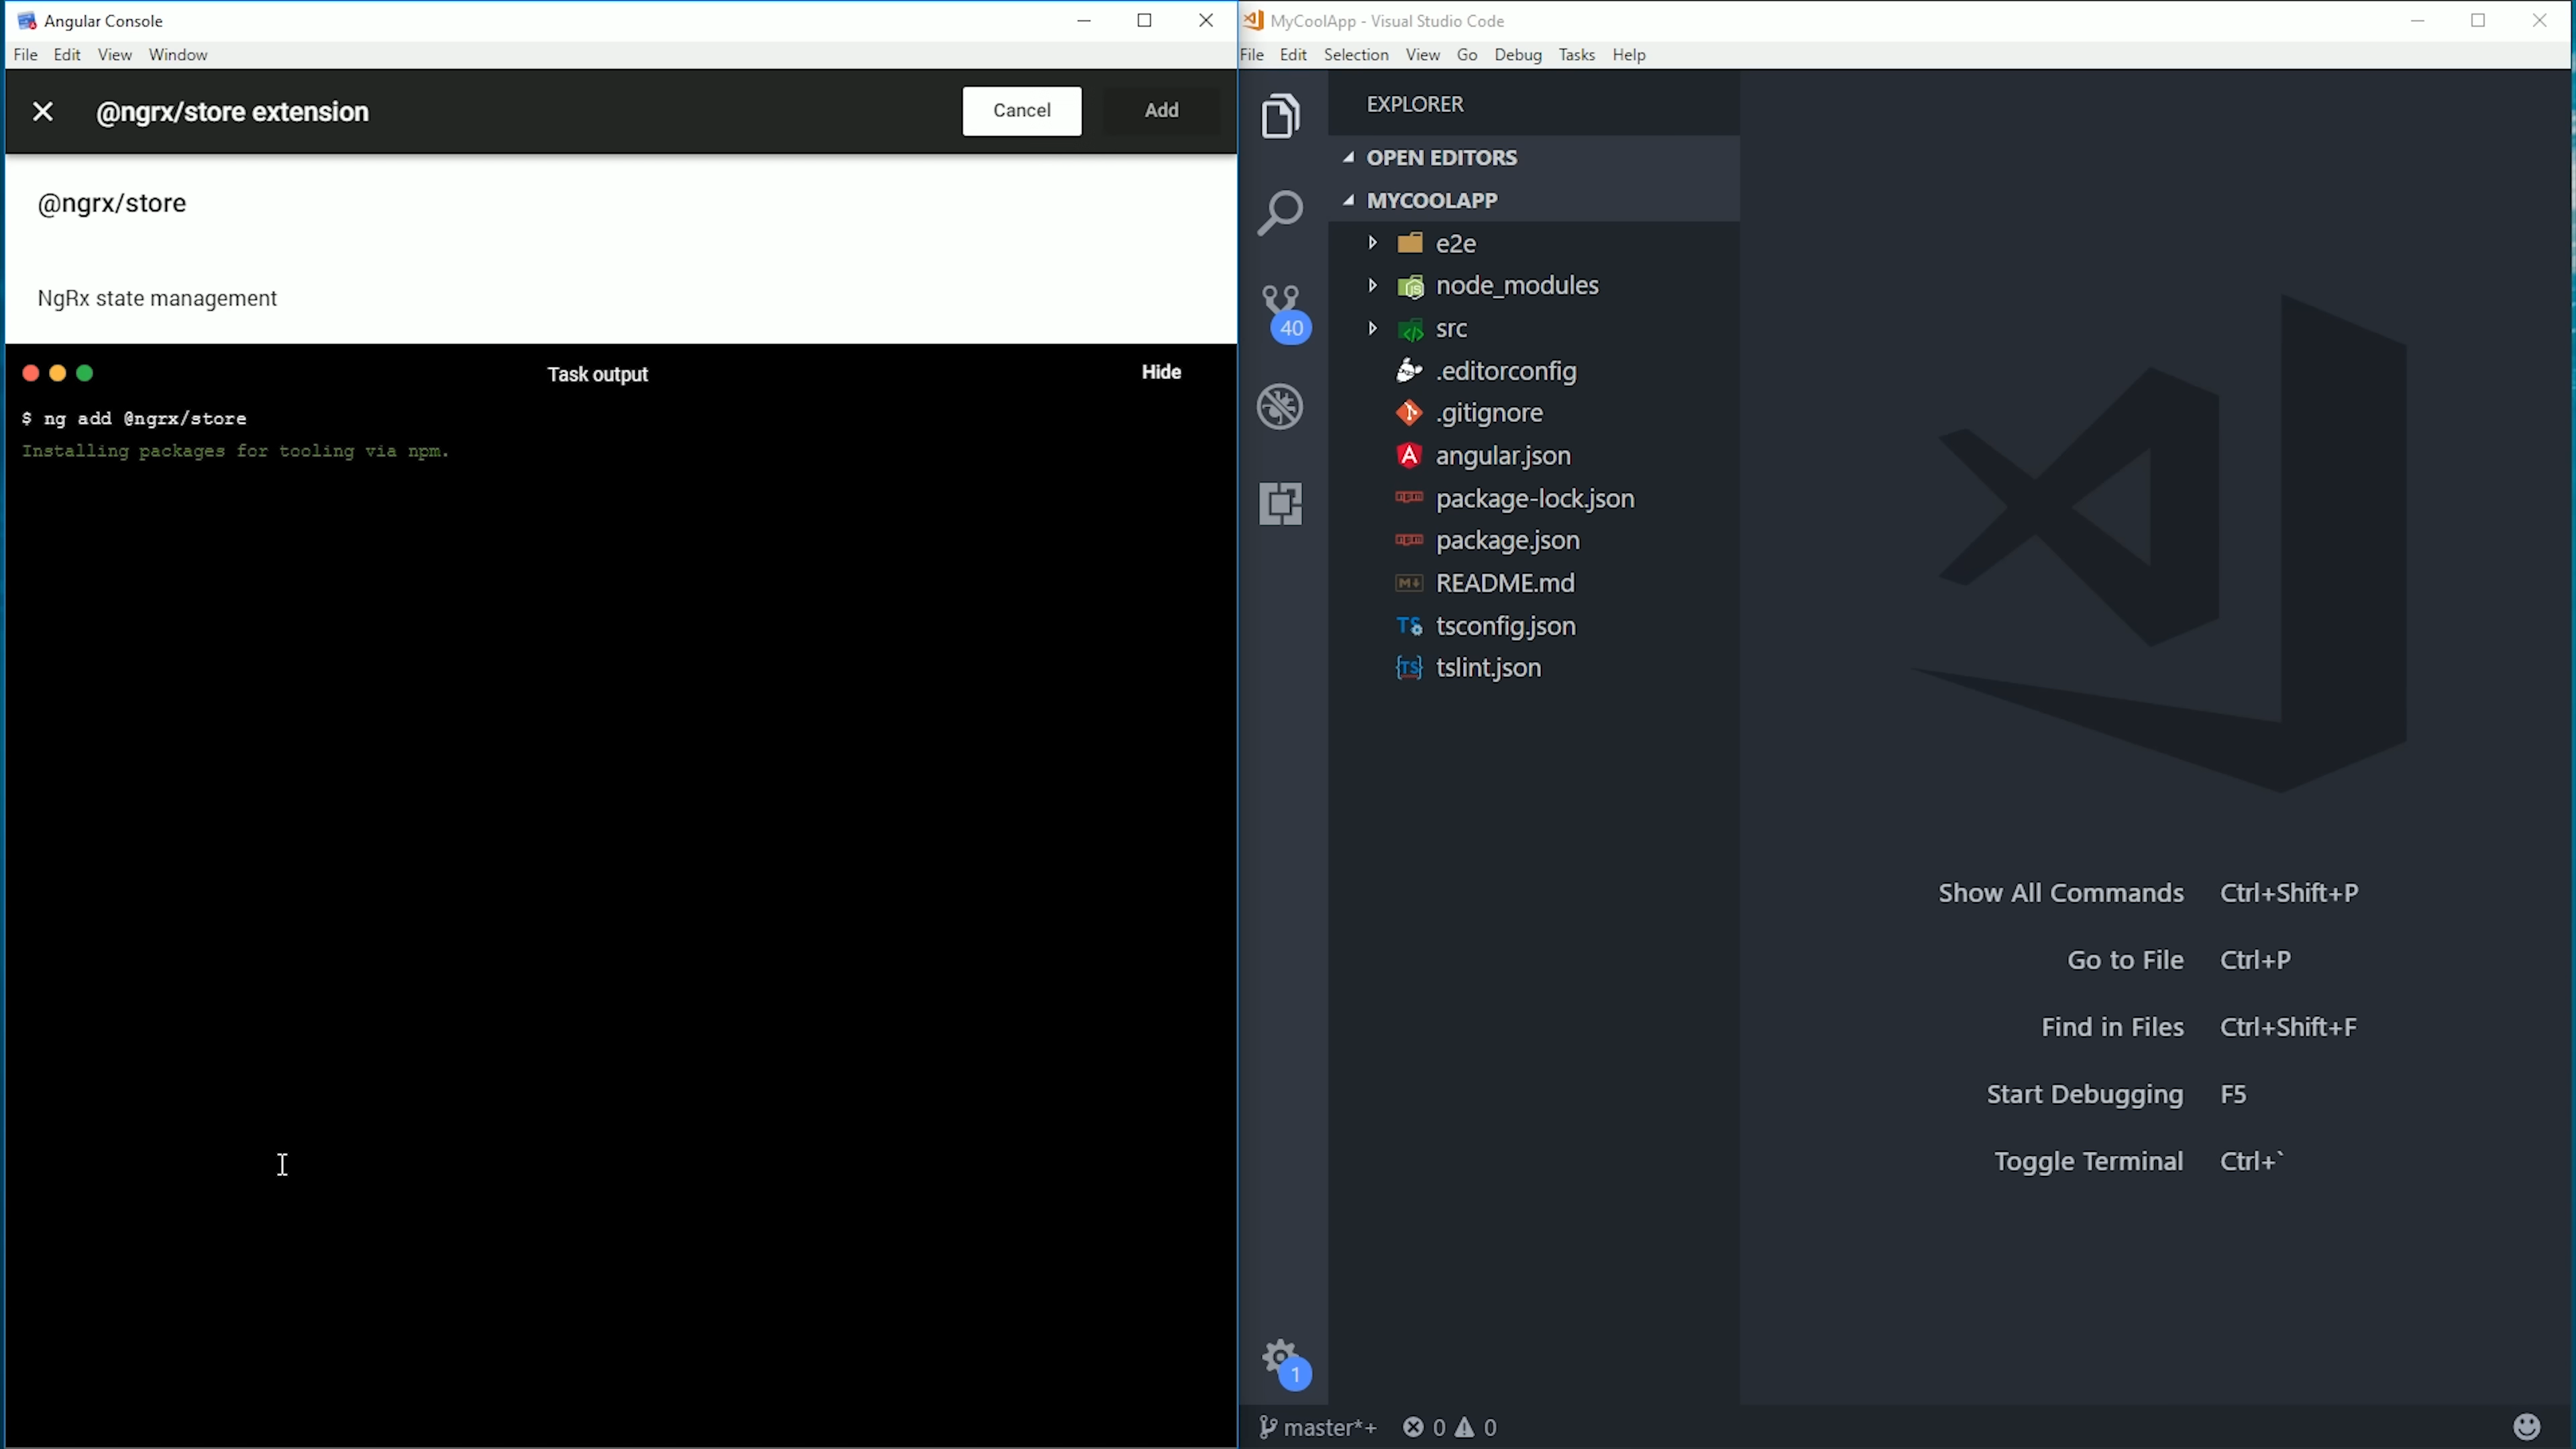 Angular Console
File Edit View Window
@ngrx/store extension
Cancel
Add
@ngrx/store
NgRx state management
Task output
Hide
$ ng add @ngrx/store
Installing packages for tooling via npm.
MyCoolApp - Visual Studio Code
File Edit Selection View Go Debug Tasks Help
EXPLORER
OPEN EDITORS
MYCOOLAPP
e2e
node_modules
src
40
.editorconfig
.gitignore
angular.json
package-lock.json
package.json
README.md
tsconfig.json
tslint.json
Show All Commands Ctrl+Shift+P
Go to File Ctrl+P
Find in Files Ctrl+Shift+F
Start Debugging F5
Toggle Terminal Ctrl+`
1
master*+ 0 0